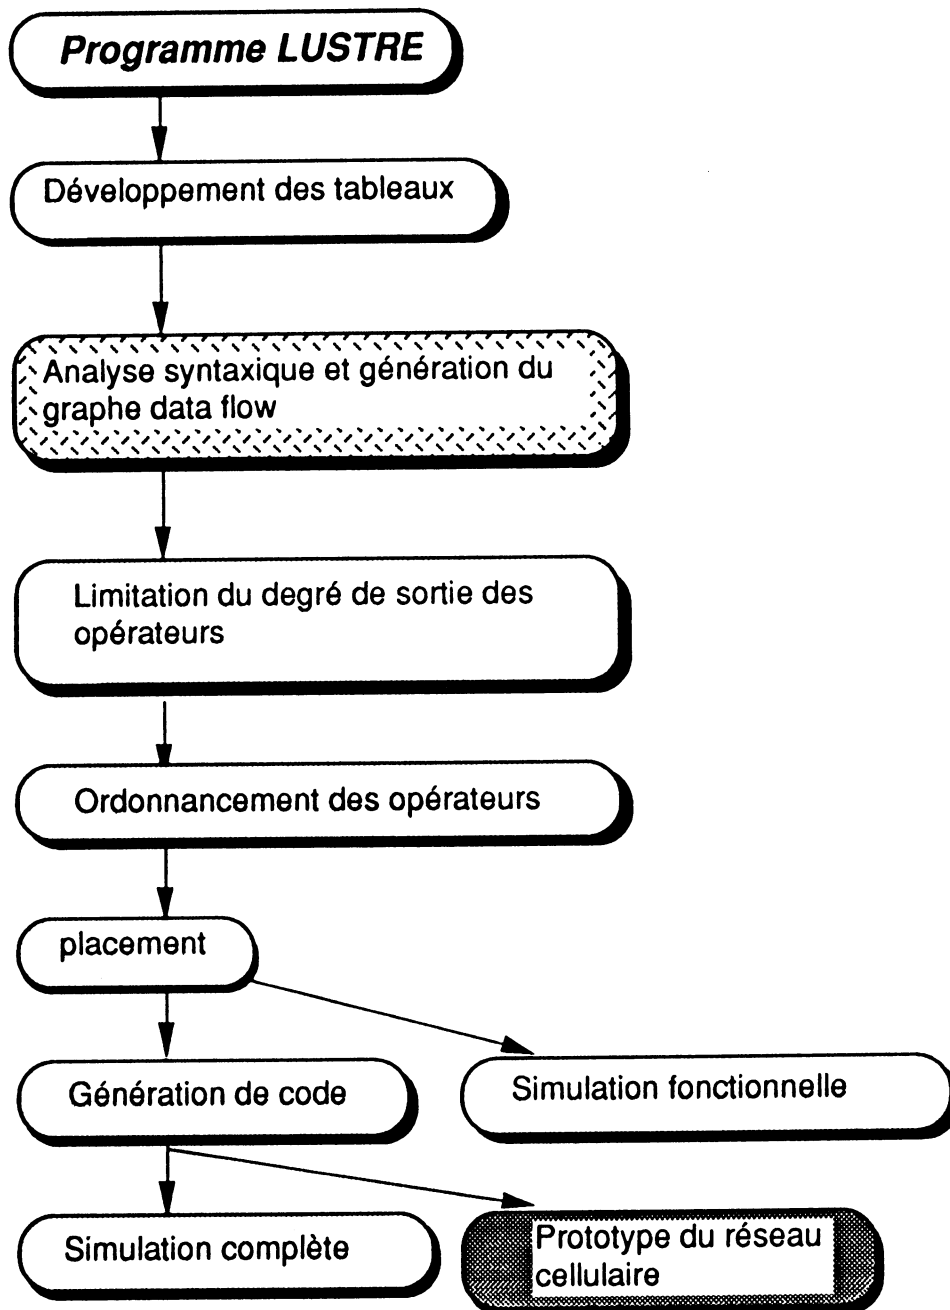 Programme LUSTRE
Développement des tableaux
Analyse syntaxique et génération du
graphe data flow
Limitation du degré de sortie des
opérateurs
Ordonnancement des opérateurs
placement
Génération de code
Simulation fonctionnelle
Simulation complète
Prototype du réseau
cellulaire